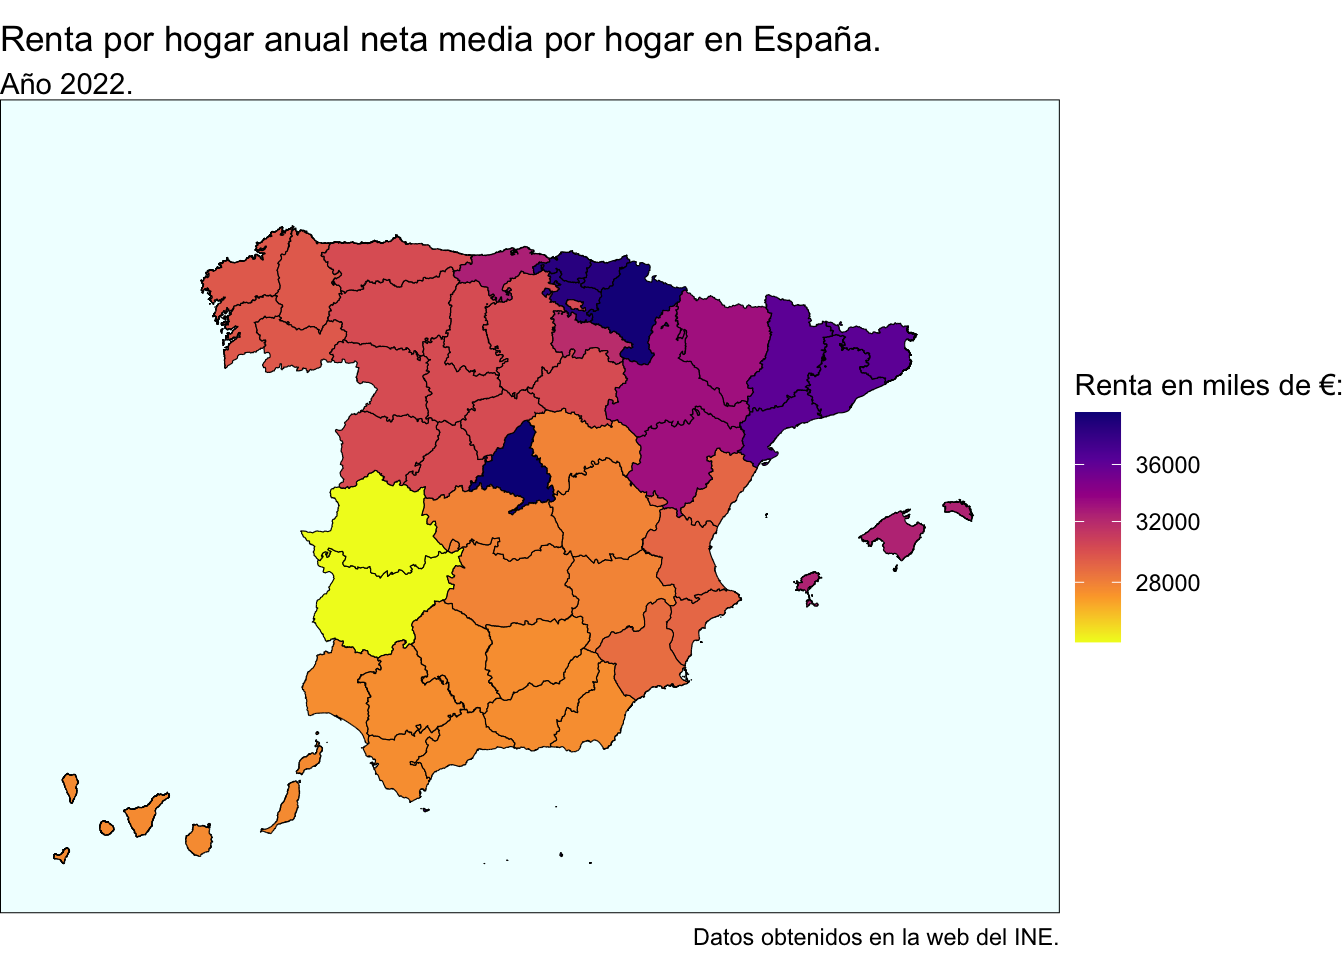 Renta por hogar anual neta media por hogar en España.
Año 2022.
Renta en miles de €:
36000
32000
28000
Datos obtenidos en la web del INE.